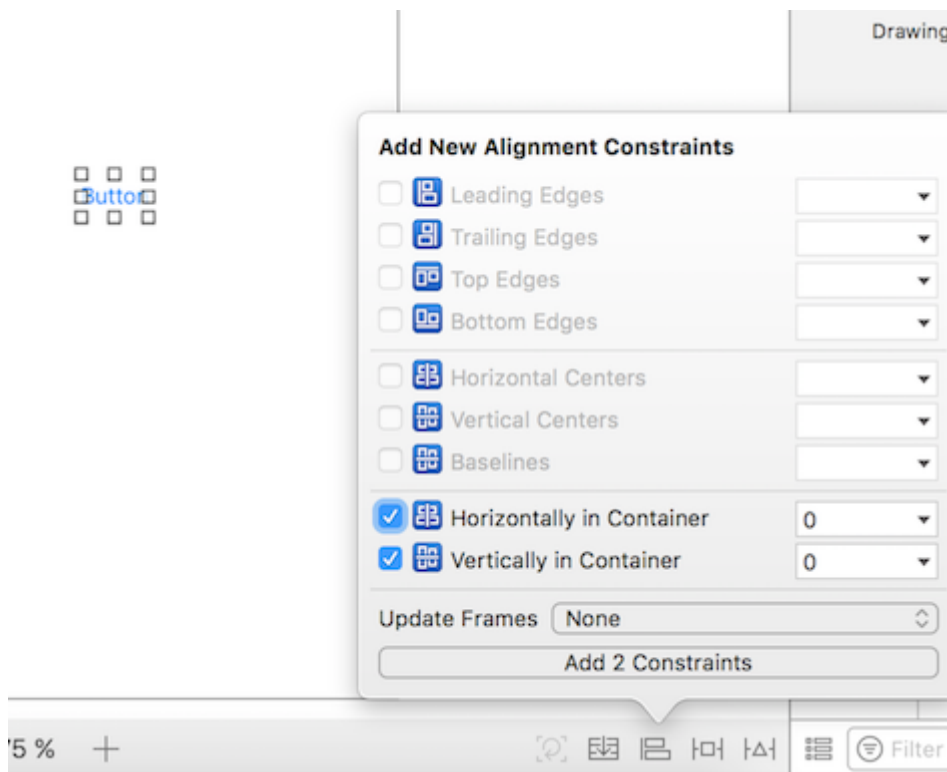 Drawing
Add New Alignment Constraints
Leading Edges
Trailing Edges
Top Edges
Bottom Edges
Horizontal Centers
Vertical Centers
Baselines
Horizontally in Container 0
Vertically in Container 0
Update Frames None
Add 2 Constraints
Button
75 % +
Filter